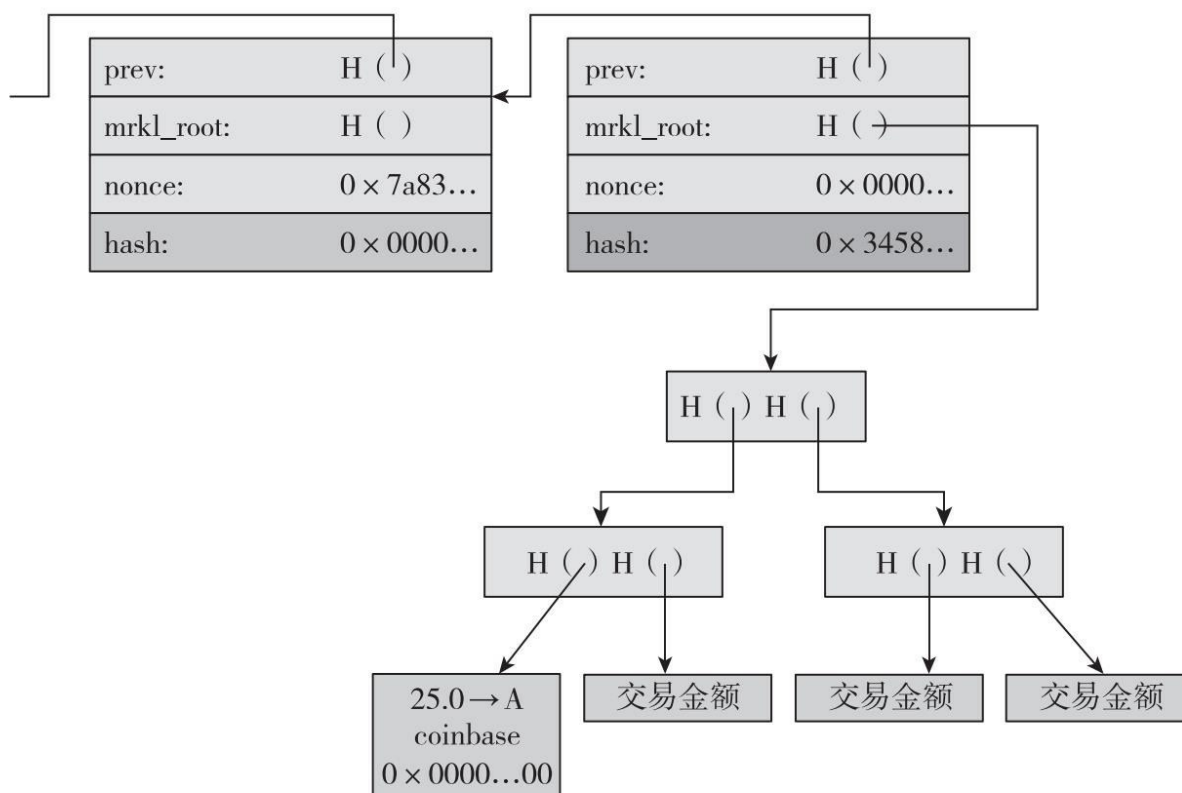 prev: H ( )
mrkl_root: H ( )
nonce: 0 × 7a83...
hash: 0 × 0000...
prev: H ( )
mrkl_root: H ( )
nonce: 0 × 0000...
hash: 0 × 3458...
H ( ) H ( )
H ( ) H ( )
H ( ) H ( )
25.0→A
coinbase
0 × 0000...00
交易金额
交易金额
交易金额